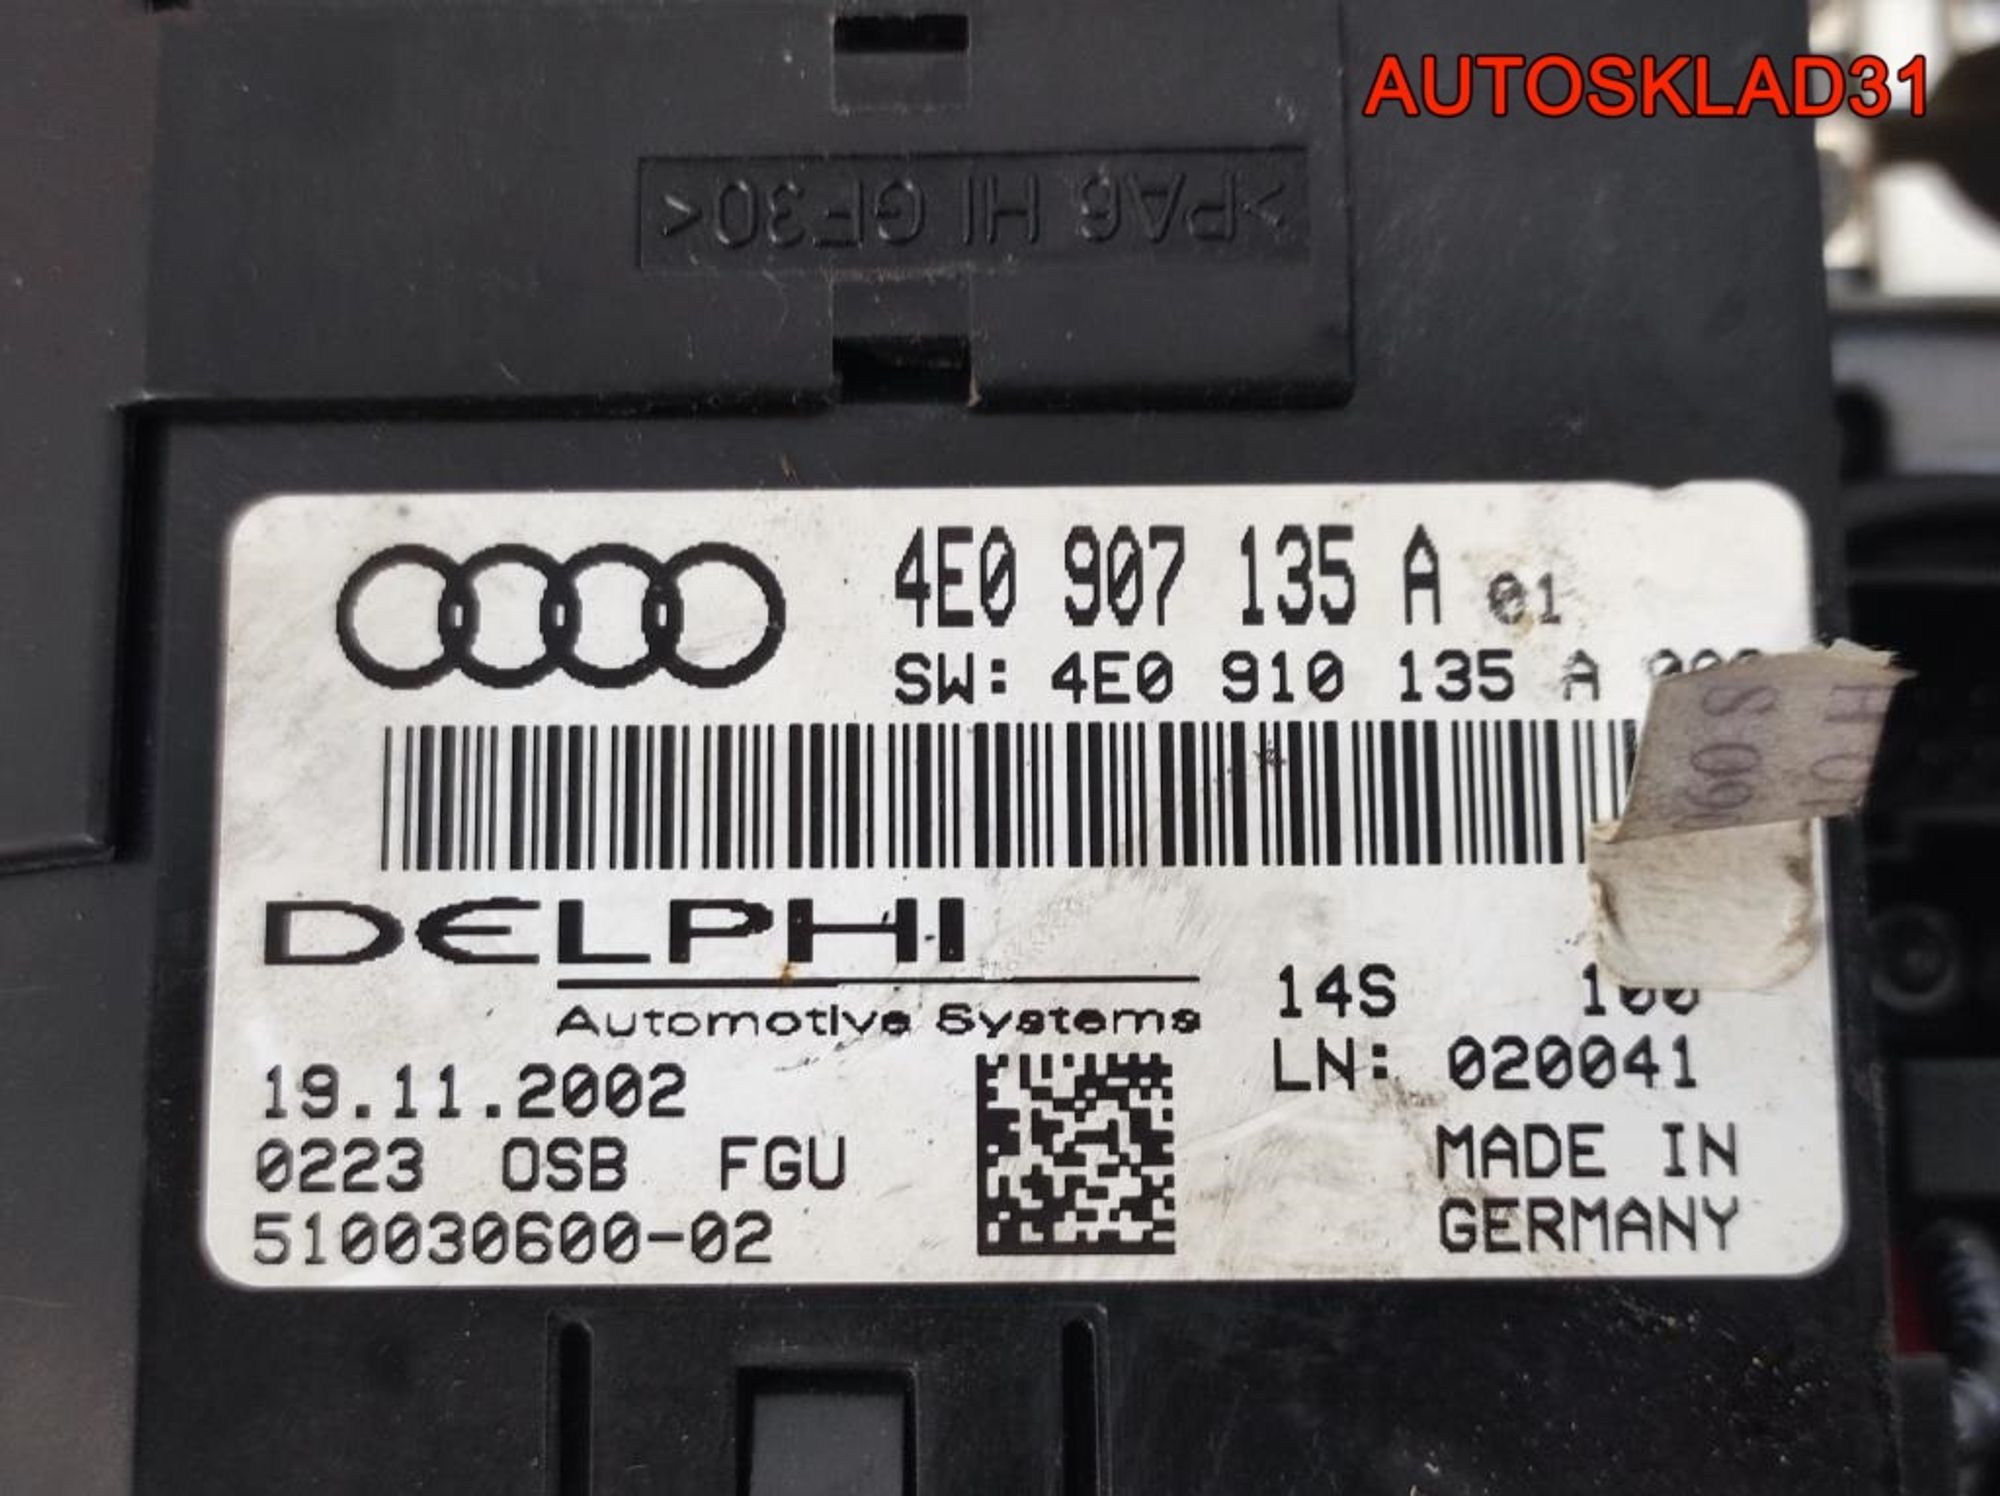 AUTOSKLAD31
>PA6 HI GF30<
4E0 907 135 A 01
SW: 4E0 910 135 A
DELPHI
Automotive Systems
14S 100
LN: 020041
19.11.2002
0223 OSB FGU
510030600-02
MADE IN
GERMANY